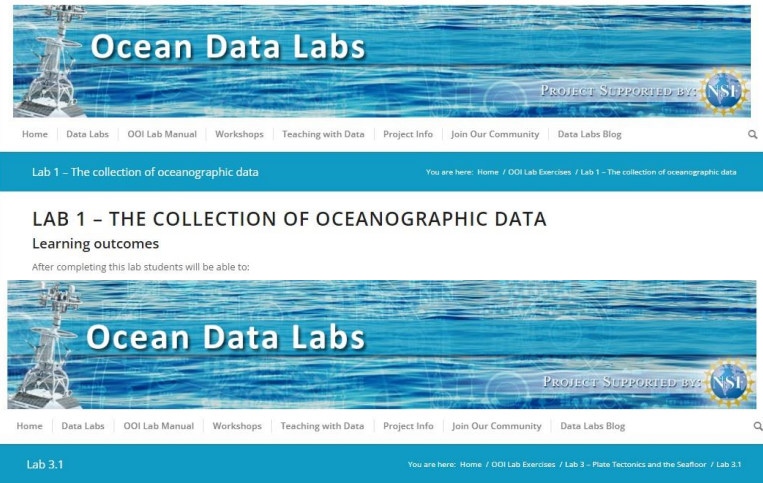 Ocean Data Labs
PROJECT SUPPORTED BY: NSF
Home Data Labs OOI Lab Manual Workshops Teaching with Data Project Info Join Our Community Data Labs Blog
Lab 1 – The collection of oceanographic data You are here: Home / OOI Lab Exercises / Lab 1 – The collection of oceanographic data
LAB 1 – THE COLLECTION OF OCEANOGRAPHIC DATA
Learning outcomes
After completing this lab students will be able to:
Ocean Data Labs
PROJECT SUPPORTED BY: NSF
Home Data Labs OOI Lab Manual Workshops Teaching with Data Project Info Join Our Community Data Labs Blog
Lab 3.1 You are here: Home / OOI Lab Exercises / Lab 3 – Plate Tectonics and the Seafloor / Lab 3.1